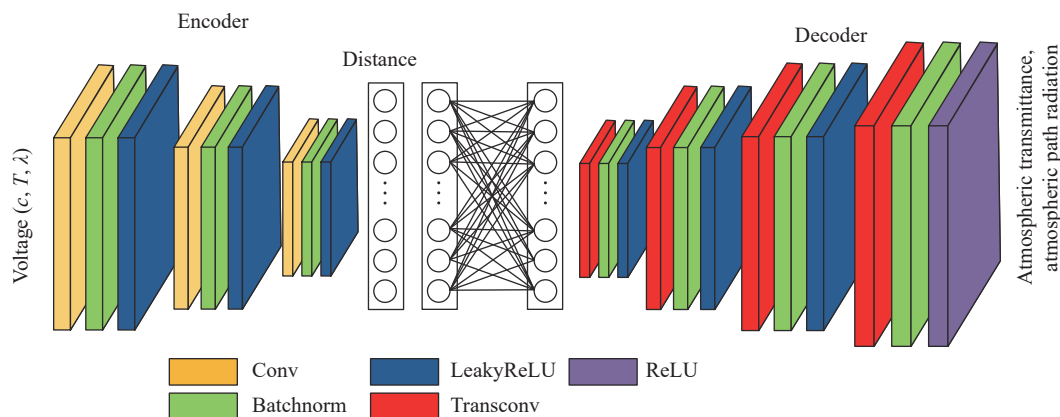 Encoder
Decoder
Distance
Voltage (c, T, λ)
Atmospheric transmittance,
atmospheric path radiation
Conv
LeakyReLU
ReLU
Batchnorm
Transconv